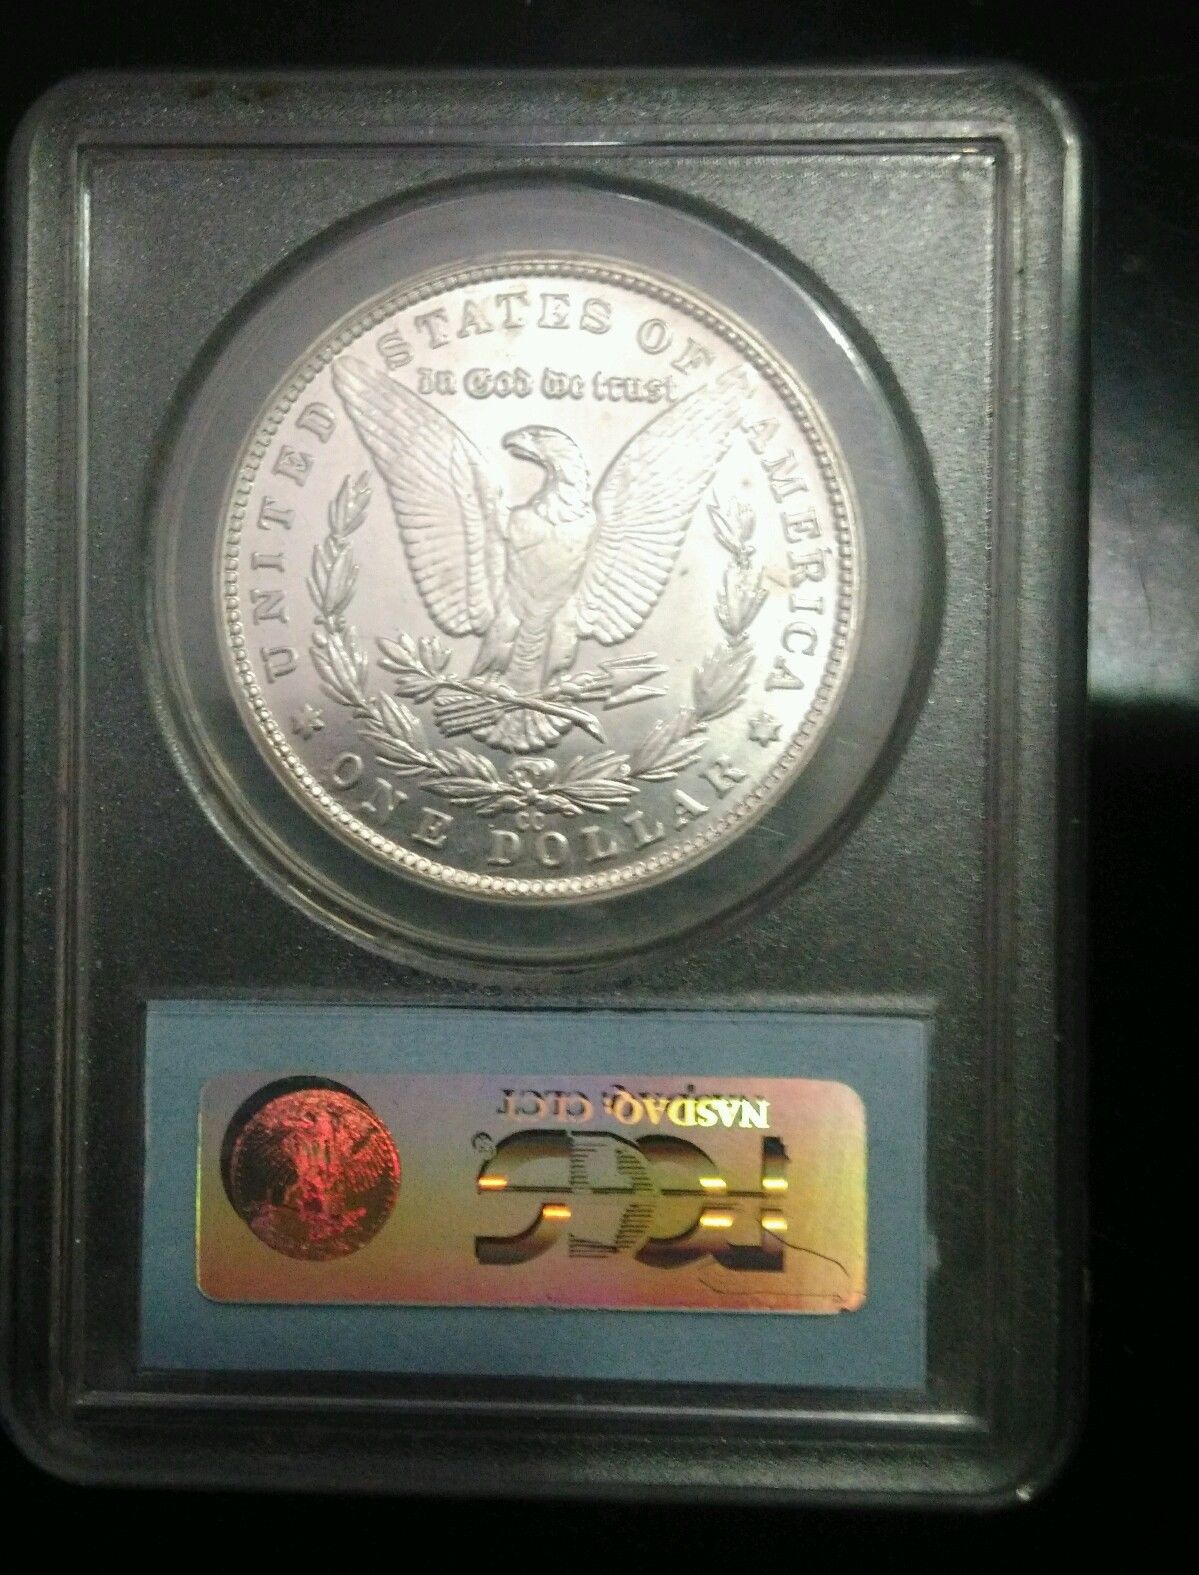 UNITED STATES OF AMERICA
In God we trust
CC
ONE DOLLAR
NASDAQ: CLCT
PCGS
®